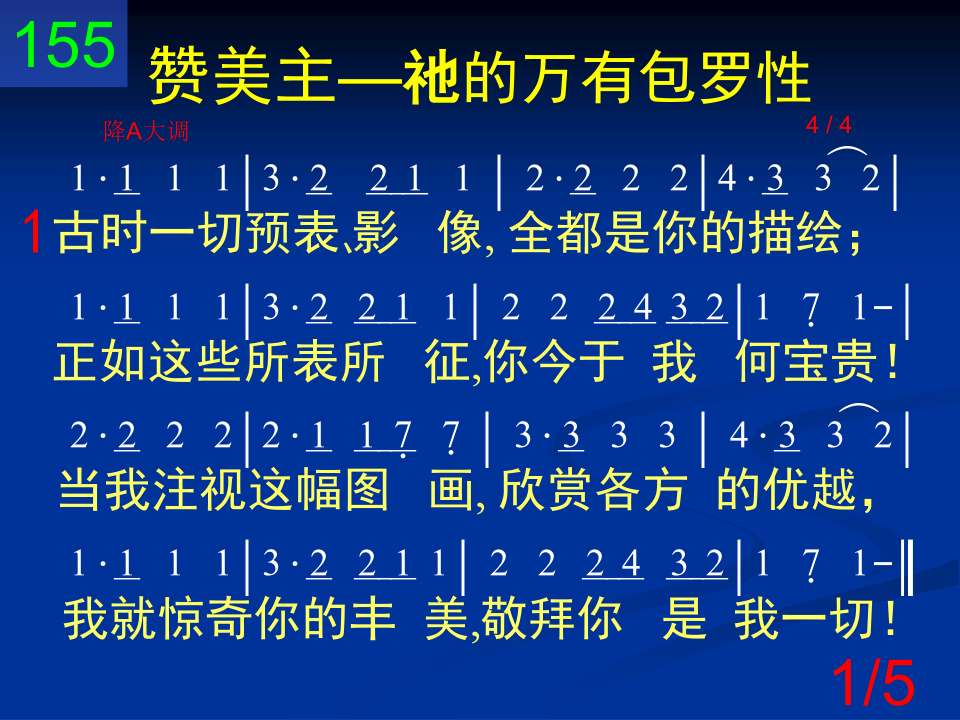 155
赞美主—祂的万有包罗性
降A大调 4 / 4
1 · 1 1 1 | 3 · 2 2 1 1 | 2 · 2 2 2 | 4 · 3 3 2 |
1 古时一切预表、影 像, 全都是你的描绘；
1 · 1 1 1 | 3 · 2 2 1 1 | 2 2 2 4 3 2 | 1 7̣ 1 - |
正如这些所表所 征,你今于 我 何宝贵！
2 · 2 2 2 | 2 · 1 1 7̣ 7̣ | 3 · 3 3 3 | 4 · 3 3 2 |
当我注视这幅图 画, 欣赏各方 的优越，
1 · 1 1 1 | 3 · 2 2 1 1 | 2 2 2 4 3 2 | 1 7̣ 1 - ‖
我就惊奇你的丰 美,敬拜你 是 我一切！
1/5